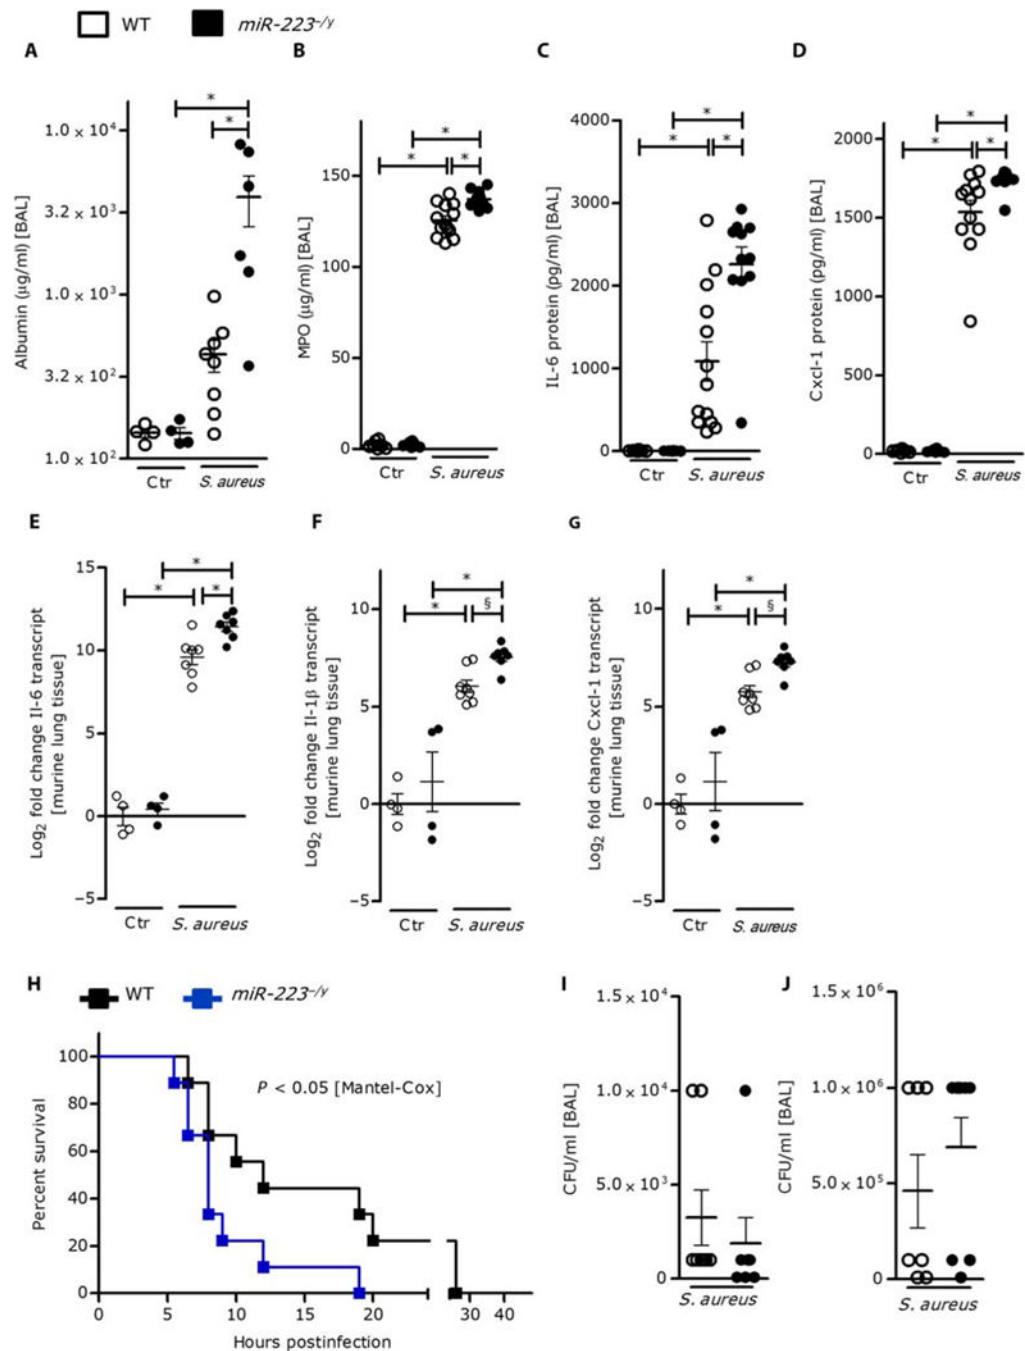 WT miR-223⁻/ʸ
A
Albumin (μg/ml) [BAL]
1.0 × 10⁴
3.2 × 10³
1.0 × 10³
3.2 × 10²
1.0 × 10²
* *
Ctr S. aureus
B
MPO (μg/ml) [BAL]
150
100
50
0
* * *
Ctr S. aureus
C
IL-6 protein (pg/ml) [BAL]
4000
3000
2000
1000
0
* * *
Ctr S. aureus
D
Cxcl-1 protein (pg/ml) [BAL]
2000
1500
1000
500
0
* * *
Ctr S. aureus
E
Log₂ fold change Il-6 transcript
[murine lung tissue]
15
10
5
0
−5
* * *
Ctr S. aureus
F
Log₂ fold change Il-1β transcript
[murine lung tissue]
10
5
0
−5
* * §
Ctr S. aureus
G
Log₂ fold change Cxcl-1 transcript
[murine lung tissue]
10
5
0
−5
* * §
Ctr S. aureus
H
WT miR-223⁻/ʸ
P < 0.05 [Mantel-Cox]
Percent survival
100
80
60
40
20
0
0 5 10 15 20 30 40
Hours postinfection
I
CFU/ml [BAL]
1.5 × 10⁴
1.0 × 10⁴
5.0 × 10³
0
S. aureus
J
CFU/ml [BAL]
1.5 × 10⁶
1.0 × 10⁶
5.0 × 10⁵
0
S. aureus